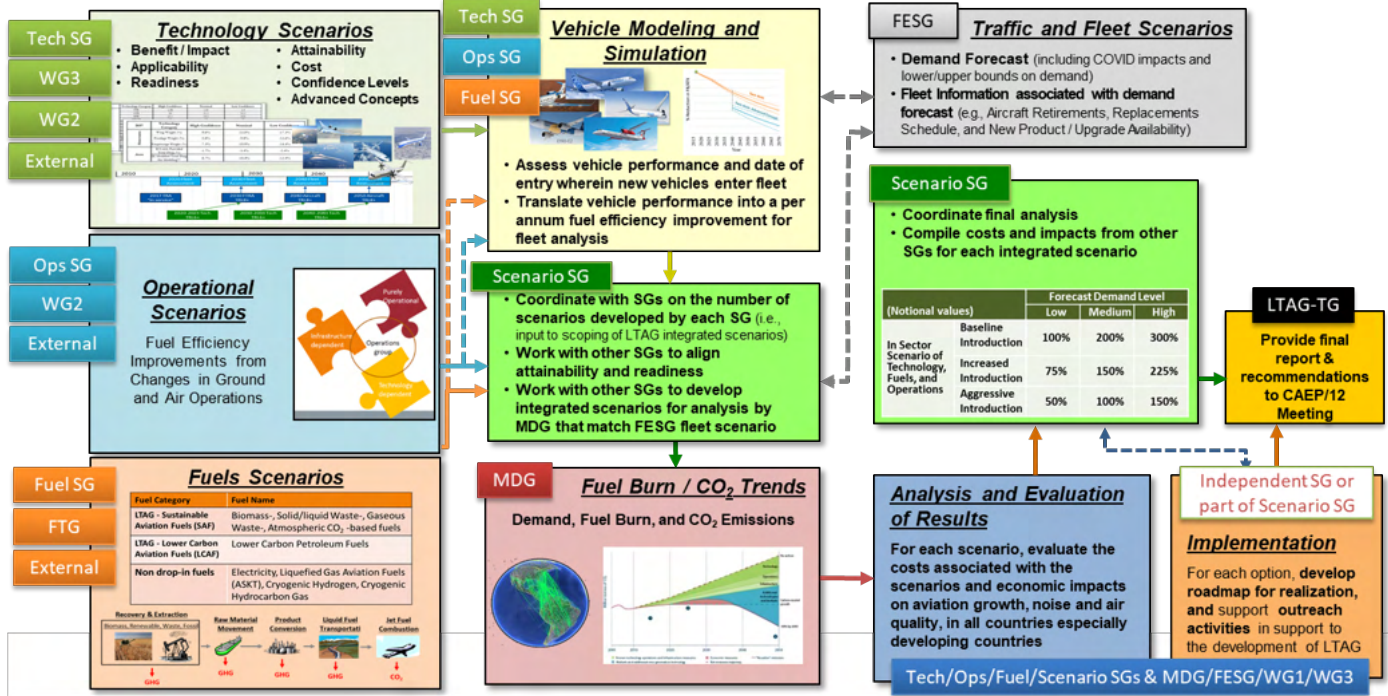 Tech SG
WG3
WG2
External
Technology Scenarios
• Benefit / Impact
• Applicability
• Readiness
• Attainability
• Cost
• Confidence Levels
• Advanced Concepts
2010
2020
2030
2040
Ops SG
WG2
External
Operational
Scenarios
Fuel Efficiency
Improvements from
Changes in Ground
and Air Operations
Purely
Operational
Infrastructure
dependent
Operations
group
Technology
dependent
Fuel SG
FTG
External
Fuels Scenarios
Fuel Category Fuel Name
LTAG - Sustainable
Aviation Fuels (SAF)
Biomass-, Solid/liquid Waste-, Gaseous
Waste-, Atmospheric CO2 -based fuels
LTAG - Lower Carbon
Aviation Fuels (LCAF)
Lower Carbon Petroleum Fuels
Non drop-in fuels
Electricity, Liquefied Gas Aviation Fuels
(ASKT), Cryogenic Hydrogen, Cryogenic
Hydrocarbon Gas
Recovery & Extraction
Biomass, Renewable, Waste, Fossil
Raw Material
Movement
Product
Conversion
Liquid Fuel
Transportati
Jet Fuel
Combustion
GHG
GHG
GHG
GHG
CO2
Tech SG
Ops SG
Fuel SG
Vehicle Modeling and
Simulation
Year
• Assess vehicle performance and date of
entry wherein new vehicles enter fleet
• Translate vehicle performance into a per
annum fuel efficiency improvement for
fleet analysis
Scenario SG
• Coordinate with SGs on the number of
scenarios developed by each SG (i.e.,
input to scoping of LTAG integrated scenarios)
• Work with other SGs to align
attainability and readiness
• Work with other SGs to develop
integrated scenarios for analysis by
MDG that match FESG fleet scenario
MDG
Fuel Burn / CO2 Trends
Demand, Fuel Burn, and CO2 Emissions
FESG
Traffic and Fleet Scenarios
• Demand Forecast (including COVID impacts and
lower/upper bounds on demand)
• Fleet Information associated with demand
forecast (e.g., Aircraft Retirements, Replacements
Schedule, and New Product / Upgrade Availability)
Scenario SG
• Coordinate final analysis
• Compile costs and impacts from other
SGs for each integrated scenario
(Notional values)
Forecast Demand Level
Low Medium High
In Sector
Scenario of
Technology,
Fuels, and
Operations
Baseline
Introduction
100% 200% 300%
Increased
Introduction
75% 150% 225%
Aggressive
Introduction
50% 100% 150%
LTAG-TG
Provide final
report &
recommendations
to CAEP/12
Meeting
Analysis and Evaluation
of Results
For each scenario, evaluate the
costs associated with the
scenarios and economic impacts
on aviation growth, noise and air
quality, in all countries especially
developing countries
Independent SG or
part of Scenario SG
Implementation
For each option, develop
roadmap for realization,
and support outreach
activities in support to
the development of LTAG
Tech/Ops/Fuel/Scenario SGs & MDG/FESG/WG1/WG3